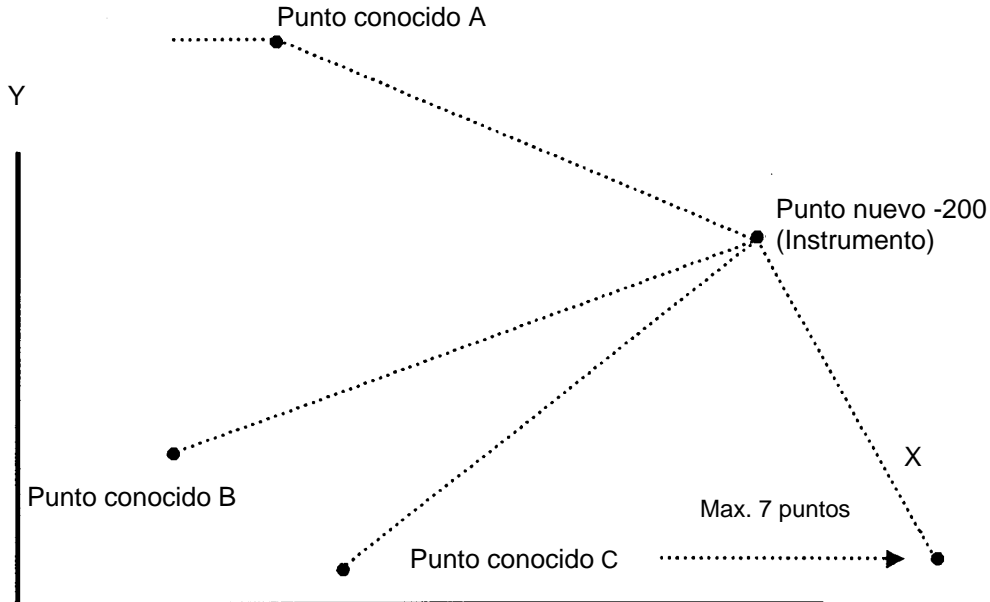 Punto conocido A
Y
Punto nuevo -200
(Instrumento)
Punto conocido B
X
Max. 7 puntos
Punto conocido C